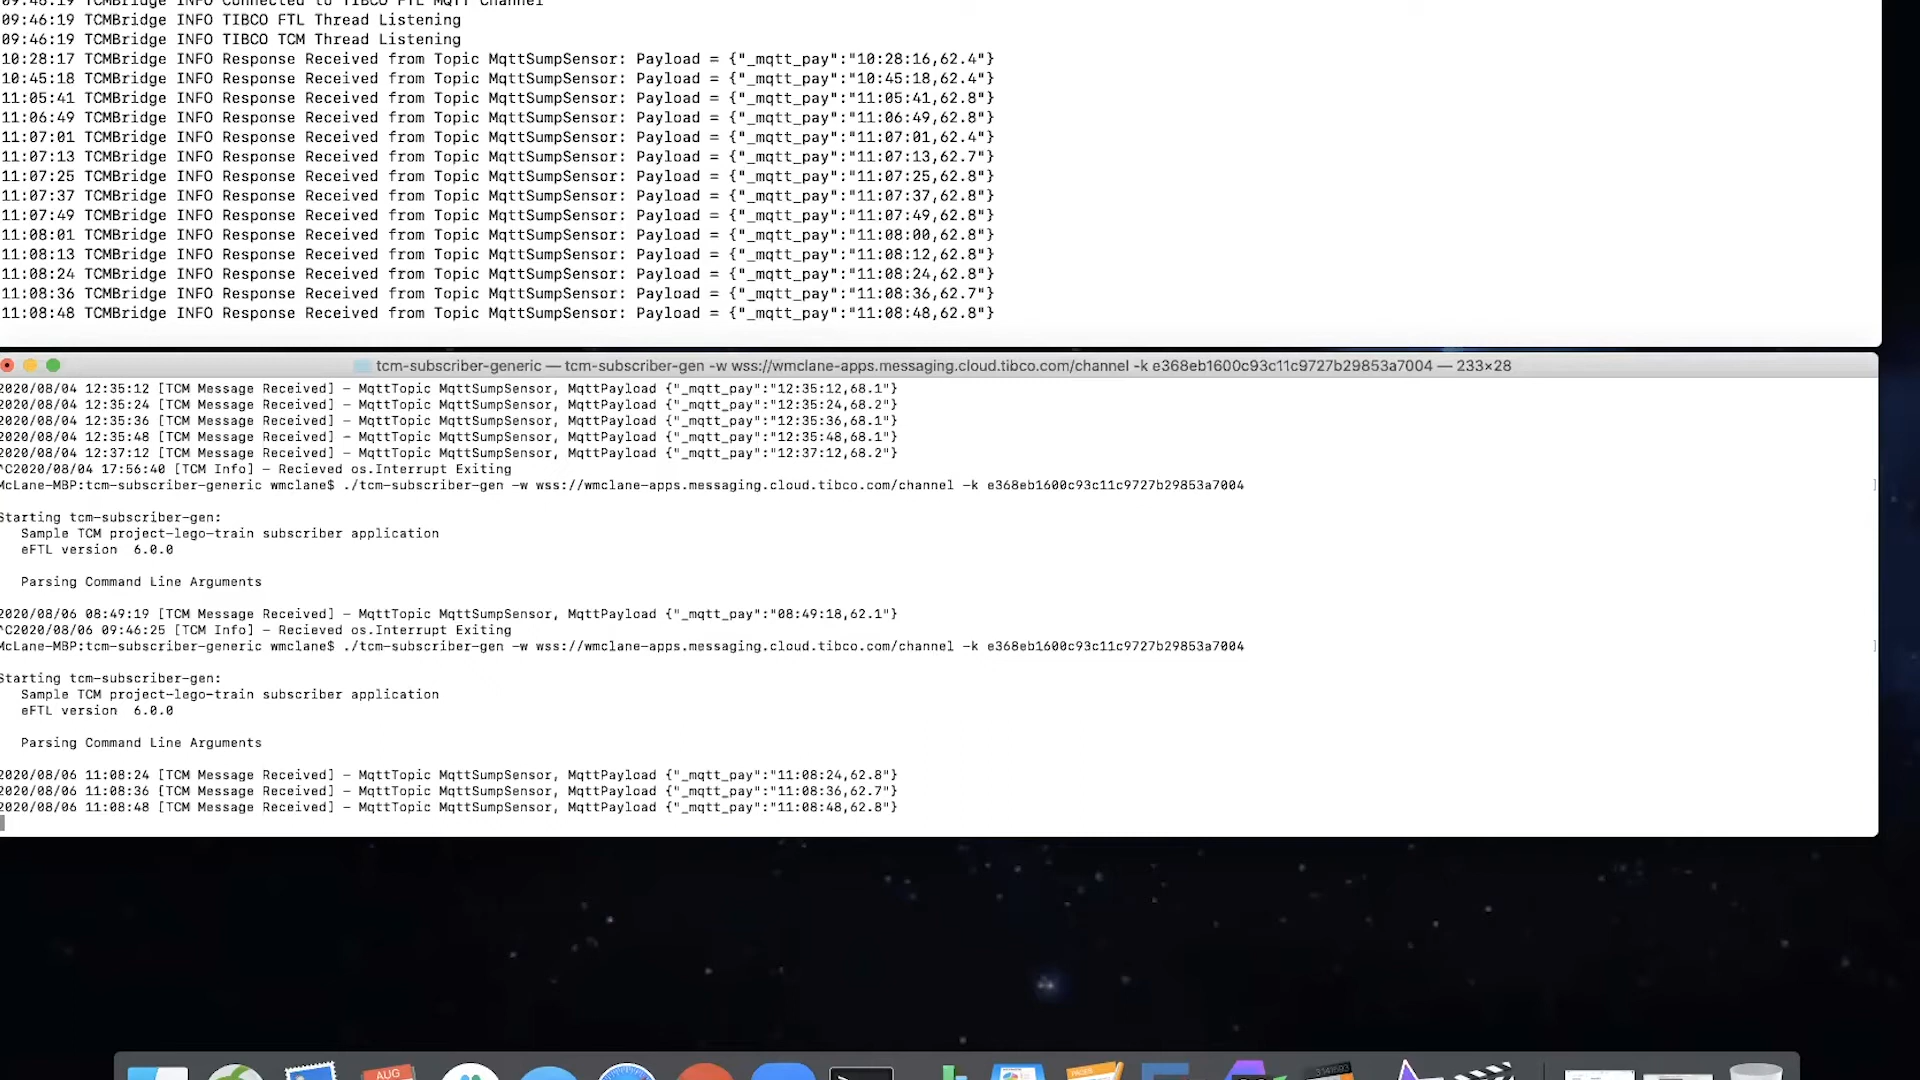 09:46:19 TCMBridge INFO Connected to TIBCO FTL MQTT Channel
09:46:19 TCMBridge INFO TIBCO FTL Thread Listening
09:46:19 TCMBridge INFO TIBCO TCM Thread Listening
10:28:17 TCMBridge INFO Response Received from Topic MqttSumpSensor: Payload = {"_mqtt_pay":"10:28:16,62.4"}
10:45:18 TCMBridge INFO Response Received from Topic MqttSumpSensor: Payload = {"_mqtt_pay":"10:45:18,62.4"}
11:05:41 TCMBridge INFO Response Received from Topic MqttSumpSensor: Payload = {"_mqtt_pay":"11:05:41,62.8"}
11:06:49 TCMBridge INFO Response Received from Topic MqttSumpSensor: Payload = {"_mqtt_pay":"11:06:49,62.8"}
11:07:01 TCMBridge INFO Response Received from Topic MqttSumpSensor: Payload = {"_mqtt_pay":"11:07:01,62.4"}
11:07:13 TCMBridge INFO Response Received from Topic MqttSumpSensor: Payload = {"_mqtt_pay":"11:07:13,62.7"}
11:07:25 TCMBridge INFO Response Received from Topic MqttSumpSensor: Payload = {"_mqtt_pay":"11:07:25,62.8"}
11:07:37 TCMBridge INFO Response Received from Topic MqttSumpSensor: Payload = {"_mqtt_pay":"11:07:37,62.8"}
11:07:49 TCMBridge INFO Response Received from Topic MqttSumpSensor: Payload = {"_mqtt_pay":"11:07:49,62.8"}
11:08:01 TCMBridge INFO Response Received from Topic MqttSumpSensor: Payload = {"_mqtt_pay":"11:08:00,62.8"}
11:08:13 TCMBridge INFO Response Received from Topic MqttSumpSensor: Payload = {"_mqtt_pay":"11:08:12,62.8"}
11:08:24 TCMBridge INFO Response Received from Topic MqttSumpSensor: Payload = {"_mqtt_pay":"11:08:24,62.8"}
11:08:36 TCMBridge INFO Response Received from Topic MqttSumpSensor: Payload = {"_mqtt_pay":"11:08:36,62.7"}
11:08:48 TCMBridge INFO Response Received from Topic MqttSumpSensor: Payload = {"_mqtt_pay":"11:08:48,62.8"}
tcm-subscriber-generic — tcm-subscriber-gen -w wss://wmclane-apps.messaging.cloud.tibco.com/channel -k e368eb1600c93c11c9727b29853a7004 — 233×28
2020/08/04 12:35:12 [TCM Message Received] - MqttTopic MqttSumpSensor, MqttPayload {"_mqtt_pay":"12:35:12,68.1"}
2020/08/04 12:35:24 [TCM Message Received] - MqttTopic MqttSumpSensor, MqttPayload {"_mqtt_pay":"12:35:24,68.2"}
2020/08/04 12:35:36 [TCM Message Received] - MqttTopic MqttSumpSensor, MqttPayload {"_mqtt_pay":"12:35:36,68.1"}
2020/08/04 12:35:48 [TCM Message Received] - MqttTopic MqttSumpSensor, MqttPayload {"_mqtt_pay":"12:35:48,68.1"}
2020/08/04 12:37:12 [TCM Message Received] - MqttTopic MqttSumpSensor, MqttPayload {"_mqtt_pay":"12:37:12,68.2"}
^C2020/08/04 17:56:40 [TCM Info] - Recieved os.Interrupt Exiting
McLane-MBP:tcm-subscriber-generic wmclane$ ./tcm-subscriber-gen -w wss://wmclane-apps.messaging.cloud.tibco.com/channel -k e368eb1600c93c11c9727b29853a7004
Starting tcm-subscriber-gen:
Sample TCM project-lego-train subscriber application
eFTL version 6.0.0
Parsing Command Line Arguments
2020/08/06 08:49:19 [TCM Message Received] - MqttTopic MqttSumpSensor, MqttPayload {"_mqtt_pay":"08:49:18,62.1"}
^C2020/08/06 09:46:25 [TCM Info] - Recieved os.Interrupt Exiting
McLane-MBP:tcm-subscriber-generic wmclane$ ./tcm-subscriber-gen -w wss://wmclane-apps.messaging.cloud.tibco.com/channel -k e368eb1600c93c11c9727b29853a7004
Starting tcm-subscriber-gen:
Sample TCM project-lego-train subscriber application
eFTL version 6.0.0
Parsing Command Line Arguments
2020/08/06 11:08:24 [TCM Message Received] - MqttTopic MqttSumpSensor, MqttPayload {"_mqtt_pay":"11:08:24,62.8"}
2020/08/06 11:08:36 [TCM Message Received] - MqttTopic MqttSumpSensor, MqttPayload {"_mqtt_pay":"11:08:36,62.7"}
2020/08/06 11:08:48 [TCM Message Received] - MqttTopic MqttSumpSensor, MqttPayload {"_mqtt_pay":"11:08:48,62.8"}
AUG
PAGES